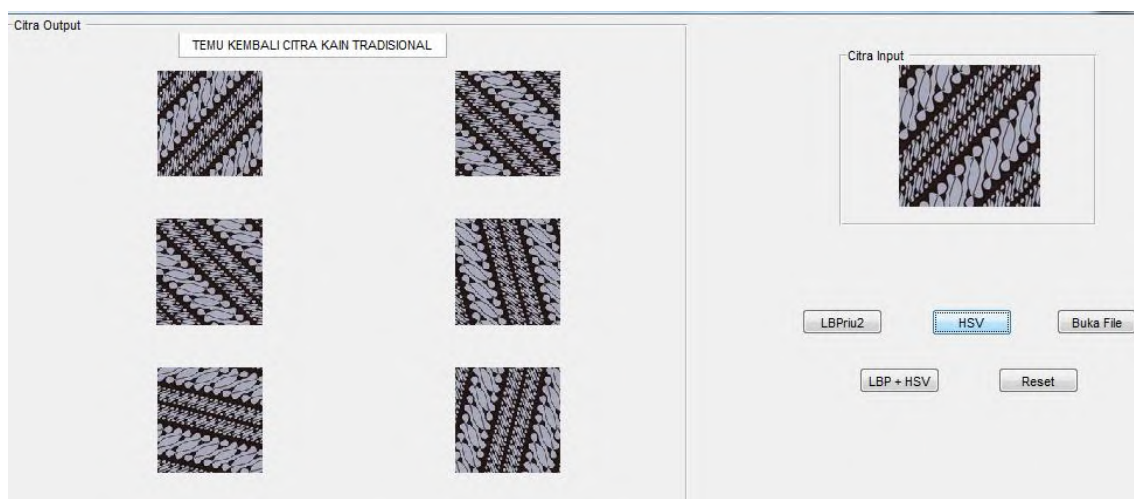 Citra Output
TEMU KEMBALI CITRA KAIN TRADISIONAL
Citra Input
LBPriu2
HSV
Buka File
LBP + HSV
Reset